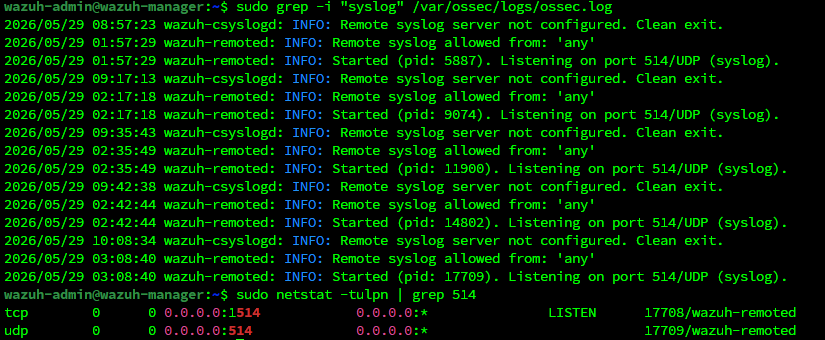 wazuh-admin@wazuh-manager:~$ sudo grep -i "syslog" /var/ossec/logs/ossec.log
2026/05/29 08:57:23 wazuh-csyslogd: INFO: Remote syslog server not configured. Clean exit.
2026/05/29 01:57:29 wazuh-remoted: INFO: Remote syslog allowed from: 'any'
2026/05/29 01:57:29 wazuh-remoted: INFO: Started (pid: 5887). Listening on port 514/UDP (syslog).
2026/05/29 09:17:13 wazuh-csyslogd: INFO: Remote syslog server not configured. Clean exit.
2026/05/29 02:17:18 wazuh-remoted: INFO: Remote syslog allowed from: 'any'
2026/05/29 02:17:18 wazuh-remoted: INFO: Started (pid: 9074). Listening on port 514/UDP (syslog).
2026/05/29 09:35:43 wazuh-csyslogd: INFO: Remote syslog server not configured. Clean exit.
2026/05/29 02:35:49 wazuh-remoted: INFO: Remote syslog allowed from: 'any'
2026/05/29 02:35:49 wazuh-remoted: INFO: Started (pid: 11900). Listening on port 514/UDP (syslog).
2026/05/29 09:42:38 wazuh-csyslogd: INFO: Remote syslog server not configured. Clean exit.
2026/05/29 02:42:44 wazuh-remoted: INFO: Remote syslog allowed from: 'any'
2026/05/29 02:42:44 wazuh-remoted: INFO: Started (pid: 14802). Listening on port 514/UDP (syslog).
2026/05/29 10:08:34 wazuh-csyslogd: INFO: Remote syslog server not configured. Clean exit.
2026/05/29 03:08:40 wazuh-remoted: INFO: Remote syslog allowed from: 'any'
2026/05/29 03:08:40 wazuh-remoted: INFO: Started (pid: 17709). Listening on port 514/UDP (syslog).
wazuh-admin@wazuh-manager:~$ sudo netstat -tulpn | grep 514
tcp        0      0 0.0.0.0:1514            0.0.0.0:*               LISTEN      17708/wazuh-remoted
udp        0      0 0.0.0.0:514             0.0.0.0:*                           17709/wazuh-remoted